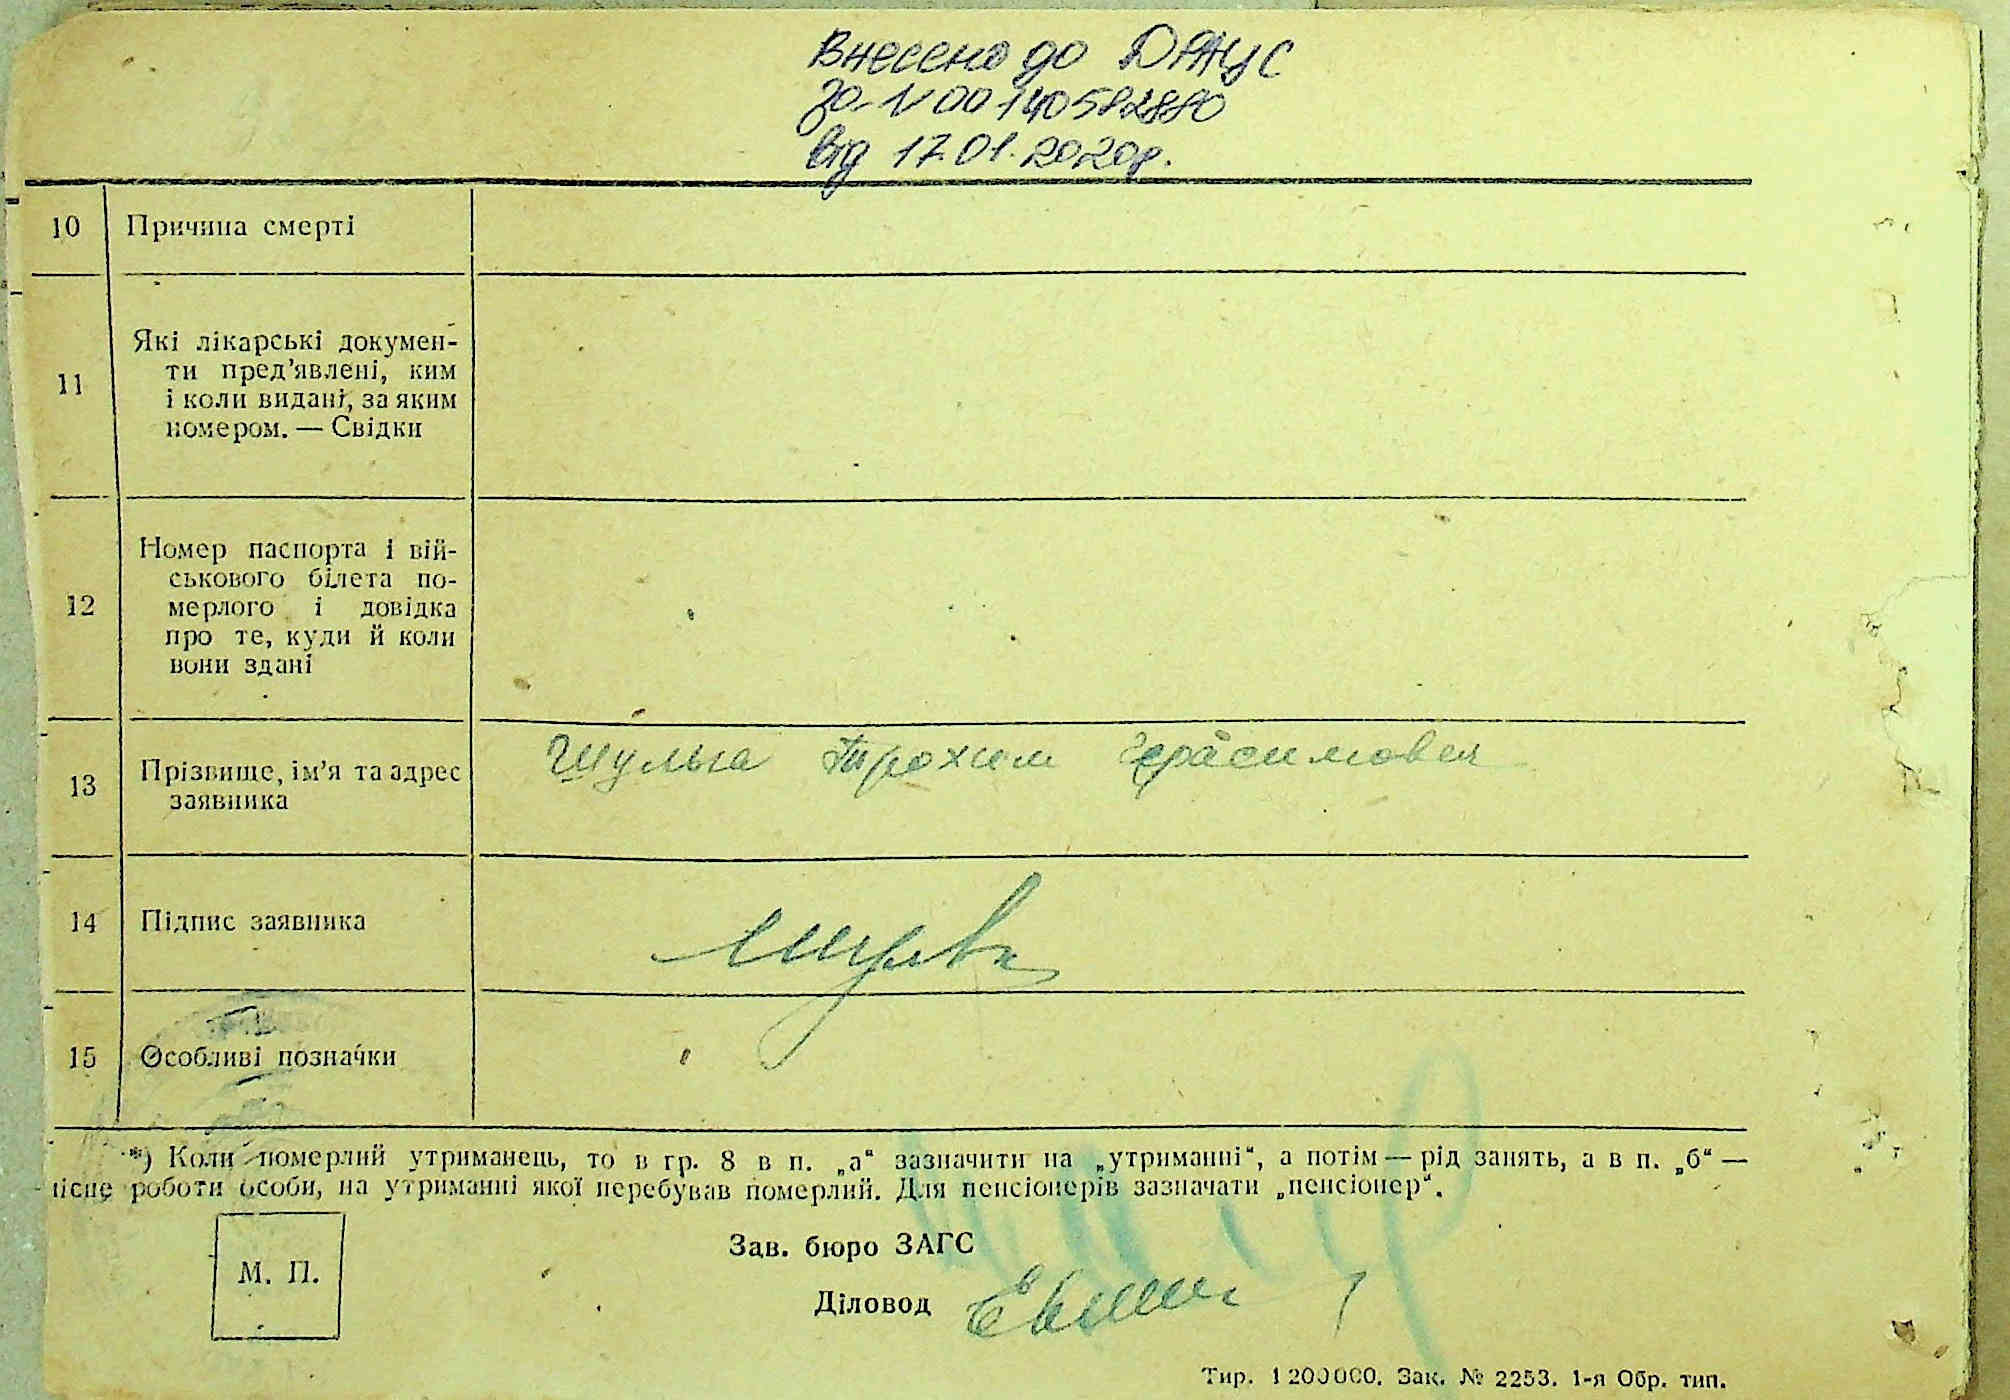 Внесено до ДРАЦС
за N 00140582880
від 17.01.2020р.
10 Причина смерті
11 Які лікарські докумен-
ти пред'явлені, ким
і коли видані, за яким
номером. — Свідки
12 Номер паспорта і вій-
ськового білета по-
мерлого і довідка
про те, куди й коли
вони здані
13 Прізвище, ім'я та адрес
заявника
Шульга Трохим Герасимович
14 Підпис заявника
15 Особливі позначки
*) Коли померлий утриманець, то в гр. 8 в п. „а“ зазначити на „утриманні“, а потім — рід занять, а в п. „б“ —
місце роботи особи, на утриманні якої перебував померлий. Для пенсіонерів зазначати „пенсіонер“.
М. П.
Зав. бюро ЗАГС
Діловод
Тир. 1 200 000. Зак. № 2253. 1-я Обр. тип.